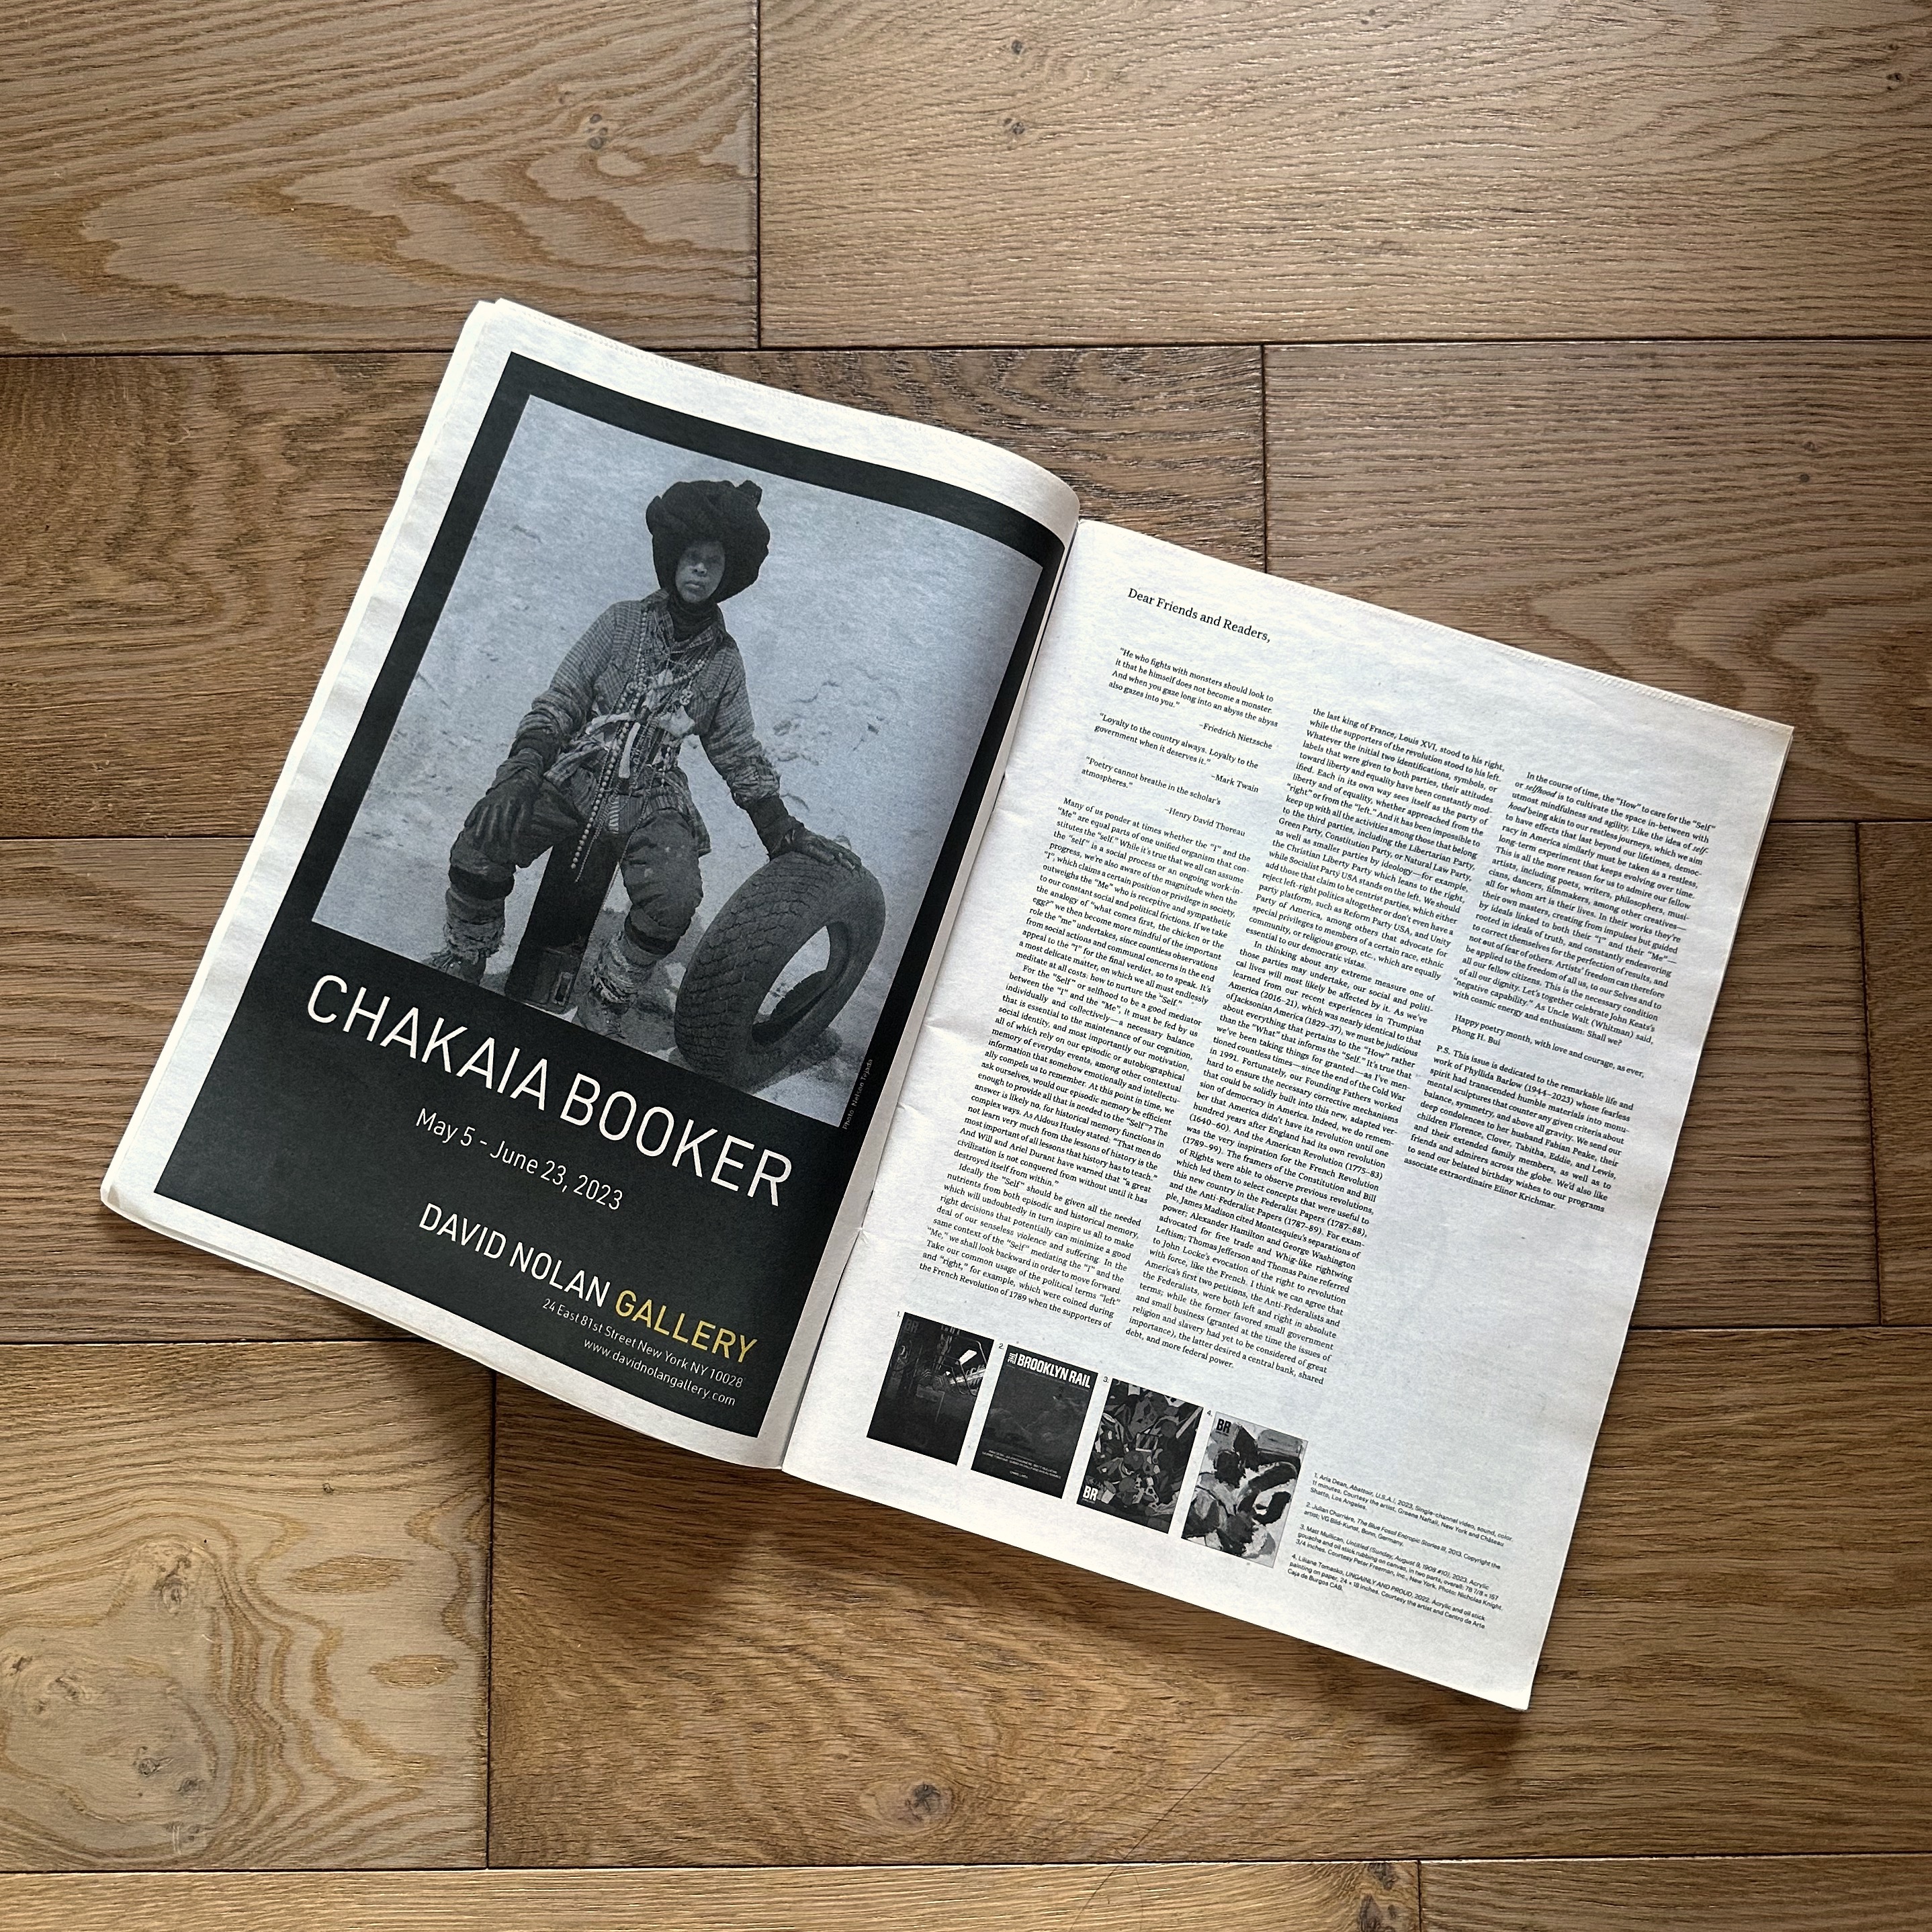 CHAKAIA BOOKER
May 5 - June 23, 2023
DAVID NOLAN GALLERY
24 East 81st Street New York NY 10028
www.davidnolangallery.com
Photo: Nelson Tejada
Dear Friends and Readers,
"He who fights with monsters should look to
it that he himself does not become a monster.
And when you gaze long into an abyss the abyss
also gazes into you."
–Friedrich Nietzsche
"Loyalty to the country always. Loyalty to the
government when it deserves it."
–Mark Twain
"Poetry cannot breathe in the scholar's
atmospheres."
–Henry David Thoreau
Many of us ponder at times whether the "I" and the
"Me" are equal parts of one unified organism that con-
stitutes the "self." While it's true that we all can assume
the "self" is a social process or an ongoing work-in-
progress, we're also aware of the magnitude when the
"I", which claims a certain position or privilege in society,
outweighs the "Me" who is receptive and sympathetic
to our constant social and political frictions. If we take
the analogy of "what comes first, the chicken or the
egg?" we then become more mindful of the important
role the "me" undertakes, since countless observations
from social actions and communal concerns in the end
appeal to the "I" for the final verdict, so to speak. It's
a most delicate matter, on which we all must endlessly
meditate at all costs, how to nurture the "Self."
For the "Self" or selfhood to be a good mediator
between the "I" and the "Me", it must be fed by us
individually and collectively—a necessary balance
that is essential to the maintenance of our cognition,
social identity, and most importantly our motivation,
all of which rely on our episodic or autobiographical
memory of everyday events, among other contextual
information that somehow emotionally and intellectu-
ally compels us to remember. At this point in time, we
ask ourselves, would our episodic memory be efficient
enough to provide all that is needed to the "Self"? The
answer is likely no, for historical memory functions in
complex ways. As Aldous Huxley stated: "That men do
not learn very much from the lessons of history is the
most important of all lessons that history has to teach."
And Will and Ariel Durant have warned that "a great
civilization is not conquered from without until it has
destroyed itself from within."
Ideally the "Self" should be given all the needed
nutrients from both episodic and historical memory,
which will undoubtedly in turn inspire us all to make
right decisions that potentially can minimize a good
deal of our senseless violence and suffering. In the
same context of the "Self" mediating the "I" and the
"Me," we shall look backward in order to move forward.
Take our common usage of the political terms "left"
and "right," for example, which were coined during
the French Revolution of 1789 when the supporters of
the last king of France, Louis XVI, stood to his right,
while the supporters of the revolution stood to his left.
Whatever the initial two identifications, symbols, or
labels that were given to both parties, their attitudes
toward liberty and equality have been constantly mod-
ified. Each in its own way sees itself as the party of
liberty and of equality, whether approached from the
"right" or from the "left." And it has been impossible to
keep up with all the activities among those that belong
to the third parties, including the Libertarian Party,
Green Party, Constitution Party, or Natural Law Party,
as well as smaller parties by ideology—for example,
the Christian Liberty Party which leans to the right,
while Socialist Party USA stands on the left. We should
add those that claim to be centrist parties, which either
reject left-right politics altogether or don't even have a
party platform, such as Reform Party USA, and Unity
Party of America, among others that advocate for
special privileges to members of a certain race, ethnic
community, or religious group, etc., which are equally
essential to our democratic vistas.
In thinking about any extreme measure one of
those parties may undertake, our social and politi-
cal lives will most likely be affected by it. As we've
learned from our recent experiences in Trumpian
America (2016–21), which was nearly identical to that
of Jacksonian America (1829–37), we must be judicious
about everything that pertains to the "How" rather
than the "What" that informs the "Self." It's true that
we've been taking things for granted—as I've men-
tioned countless times—since the end of the Cold War
in 1991. Fortunately, our Founding Fathers worked
hard to ensure the necessary corrective mechanisms
that could be solidly built into this new, adapted ver-
sion of democracy in America. Indeed, we do remem-
ber that America didn't have its revolution until one
hundred years after England had its own revolution
(1640–60). And the American Revolution (1775–83)
was the very inspiration for the French Revolution
(1789–99). The framers of the Constitution and Bill
of Rights were able to observe previous revolutions,
which led them to select concepts that were useful to
this new country in the Federalist Papers (1787–88),
and the Anti-Federalist Papers (1787–89). For exam-
ple, James Madison cited Montesquieu's separations of
power; Alexander Hamilton and George Washington
advocated for free trade and Whig-like rightwing
Leftism; Thomas Jefferson and Thomas Paine referred
to John Locke's evocation of the right to revolution
with force, like the French. I think we can agree that
America's first two petitions, the Anti-Federalists and
the Federalists, were both left and right in absolute
terms; while the former favored small government
and small business (granted at the time the issues of
religion and slavery had yet to be considered of great
importance), the latter desired a central bank, shared
debt, and more federal power.
In the course of time, the "How" to care for the "Self"
or selfhood is to cultivate the space in-between with
utmost mindfulness and agility. Like the idea of self-
hood being akin to our restless journeys, which we aim
to have effects that last beyond our lifetimes, democ-
racy in America similarly must be taken as a restless,
long-term experiment that keeps evolving over time.
This is all the more reason for us to admire our fellow
artists, including poets, writers, philosophers, musi-
cians, dancers, filmmakers, among other creatives—
all for whom art is their lives. In their works they're
their own masters, creating from impulses but guided
by ideals linked to both their "I" and their "Me"—
rooted in ideals of truth, and constantly endeavoring
to correct themselves for the perfection of results, and
not out of fear of others. Artists' freedom can therefore
be applied to the freedom of all us, to our Selves and to
all our fellow citizens. This is the necessary condition
of all our dignity. Let's together celebrate John Keats's
"negative capability." As Uncle Walt (Whitman) said,
with cosmic energy and enthusiasm: Shall we?
Happy poetry month, with love and courage, as ever,
Phong H. Bui
P.S. This issue is dedicated to the remarkable life and
work of Phyllida Barlow (1944–2023) whose fearless
spirit had transcended humble materials into monu-
mental sculptures that counter any given criteria about
balance, symmetry, and above all gravity. We send our
deep condolences to her husband Fabian Peake, their
children Florence, Clover, Tabitha, Eddie, and Lewis,
and their extended family members, as well as to
friends and admirers across the globe. We'd also like
to send our belated birthday wishes to our programs
associate extraordinaire Elinor Krichmar.
1.
2.
THE BROOKLYN RAIL
3.
BR
4.
BR
1. Aria Dean, Abattoir, U.S.A.!, 2023. Single-channel video, sound, color.
11 minutes. Courtesy the artist, Greene Naftali, New York and Château
Shatto, Los Angeles.
2. Julian Charrière, The Blue Fossil Entropic Stories III, 2013. Copyright the
artist; VG Bild-Kunst, Bonn, Germany.
3. Matt Mullican, Untitled (Sunday, August 9, 1908 #10), 2023. Acrylic
gouache and oil stick rubbing on canvas, in two parts, overall: 78 7/8 × 157
3/4 inches. Courtesy Peter Freeman, Inc., New York. Photo: Nicholas Knight.
4. Liliane Tomasko, UNGAINLY AND PROUD, 2022. Acrylic and oil stick
painting on paper, 24 × 18 inches. Courtesy the artist and Centro de Arte
Caja de Burgos CAB.